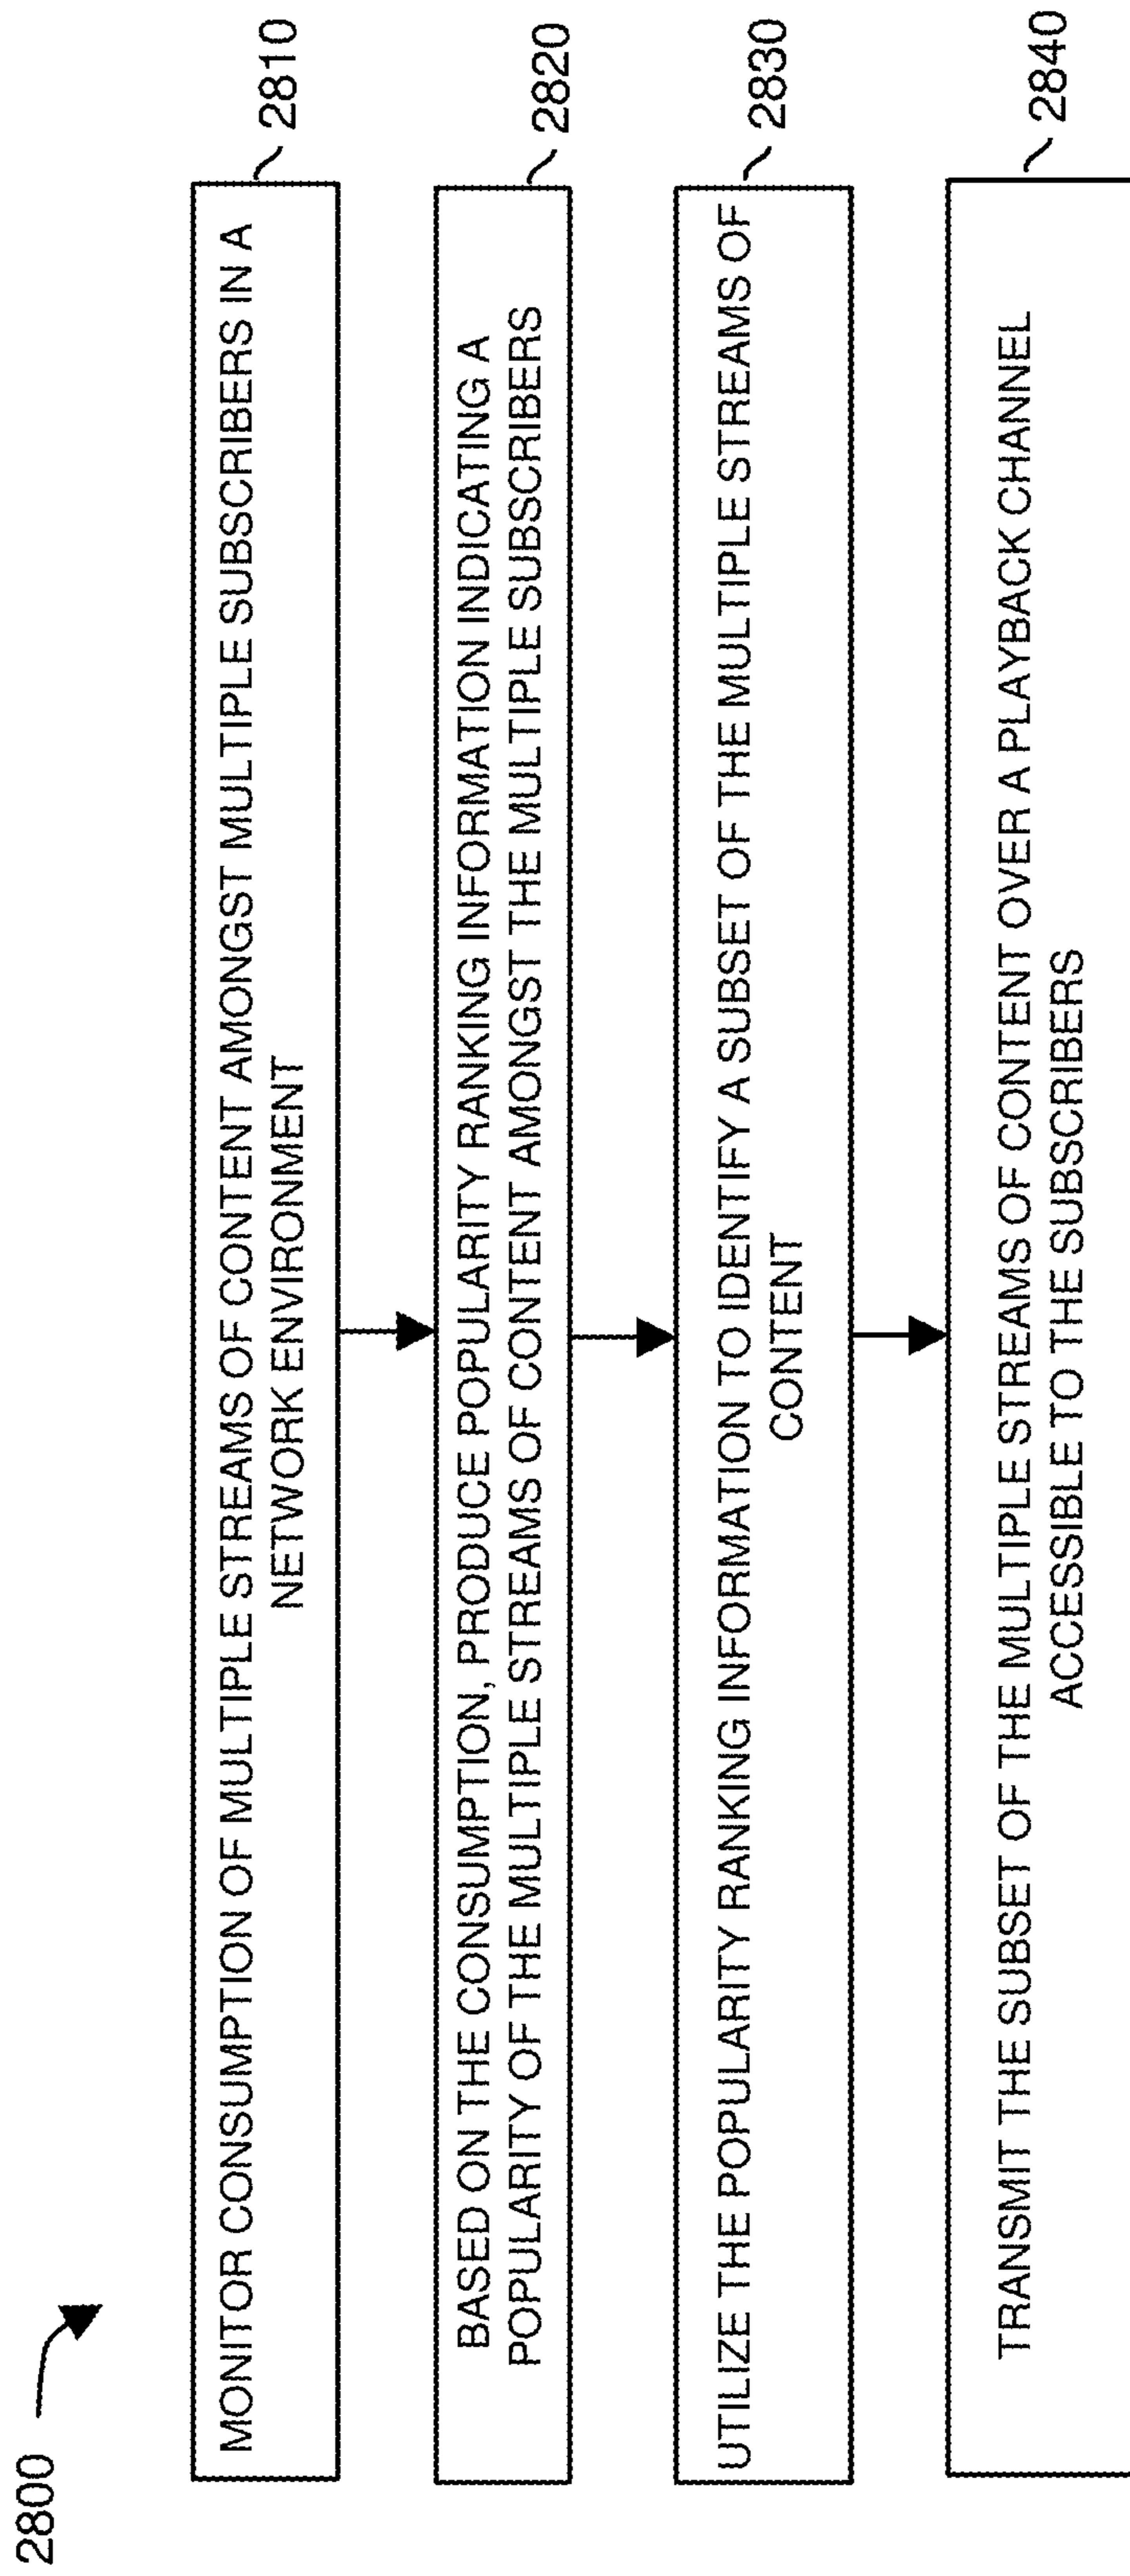 2800
MONITOR CONSUMPTION OF MULTIPLE STREAMS OF CONTENT AMONGST MULTIPLE SUBSCRIBERS IN A
NETWORK ENVIRONMENT
2810
BASED ON THE CONSUMPTION, PRODUCE POPULARITY RANKING INFORMATION INDICATING A
POPULARITY OF THE MULTIPLE STREAMS OF CONTENT AMONGST THE MULTIPLE SUBSCRIBERS
2820
UTILIZE THE POPULARITY RANKING INFORMATION TO IDENTIFY A SUBSET OF THE MULTIPLE STREAMS OF
CONTENT
2830
TRANSMIT THE SUBSET OF THE MULTIPLE STREAMS OF CONTENT OVER A PLAYBACK CHANNEL
ACCESSIBLE TO THE SUBSCRIBERS
2840